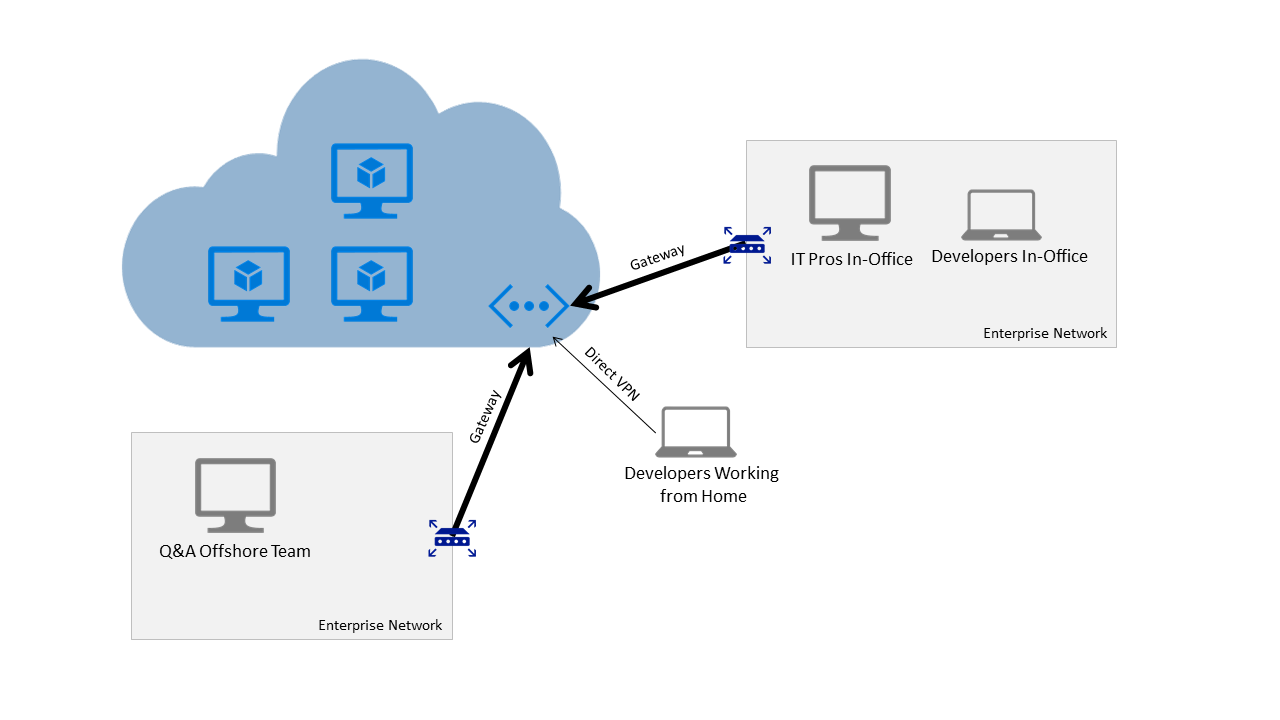 Gateway
IT Pros In-Office
Developers In-Office
Enterprise Network
Direct VPN
Gateway
Developers Working
from Home
Q&A Offshore Team
Enterprise Network